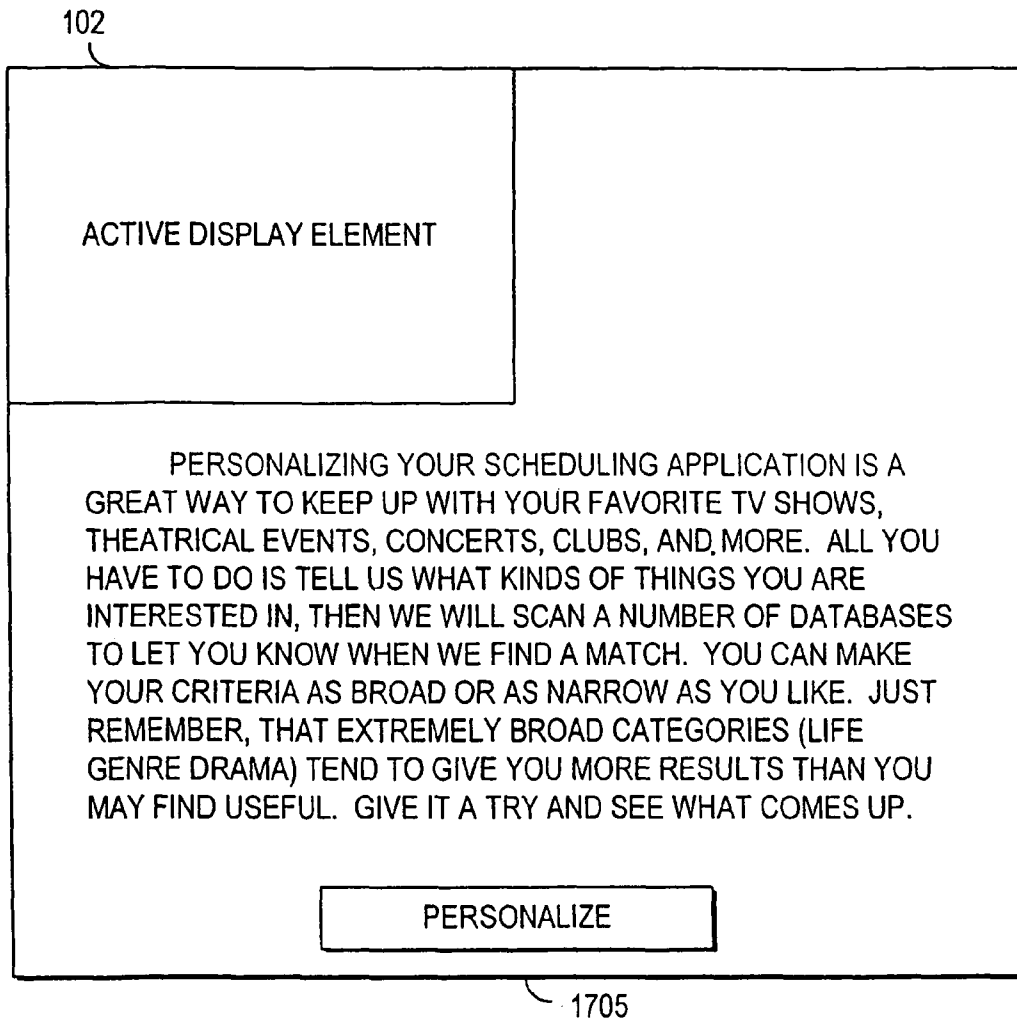 102
ACTIVE DISPLAY ELEMENT
PERSONALIZING YOUR SCHEDULING APPLICATION IS A
GREAT WAY TO KEEP UP WITH YOUR FAVORITE TV SHOWS,
THEATRICAL EVENTS, CONCERTS, CLUBS, AND MORE.  ALL YOU
HAVE TO DO IS TELL US WHAT KINDS OF THINGS YOU ARE
INTERESTED IN, THEN WE WILL SCAN A NUMBER OF DATABASES
TO LET YOU KNOW WHEN WE FIND A MATCH.  YOU CAN MAKE
YOUR CRITERIA AS BROAD OR AS NARROW AS YOU LIKE.  JUST
REMEMBER, THAT EXTREMELY BROAD CATEGORIES (LIFE
GENRE DRAMA) TEND TO GIVE YOU MORE RESULTS THAN YOU
MAY FIND USEFUL.  GIVE IT A TRY AND SEE WHAT COMES UP.
PERSONALIZE
1705